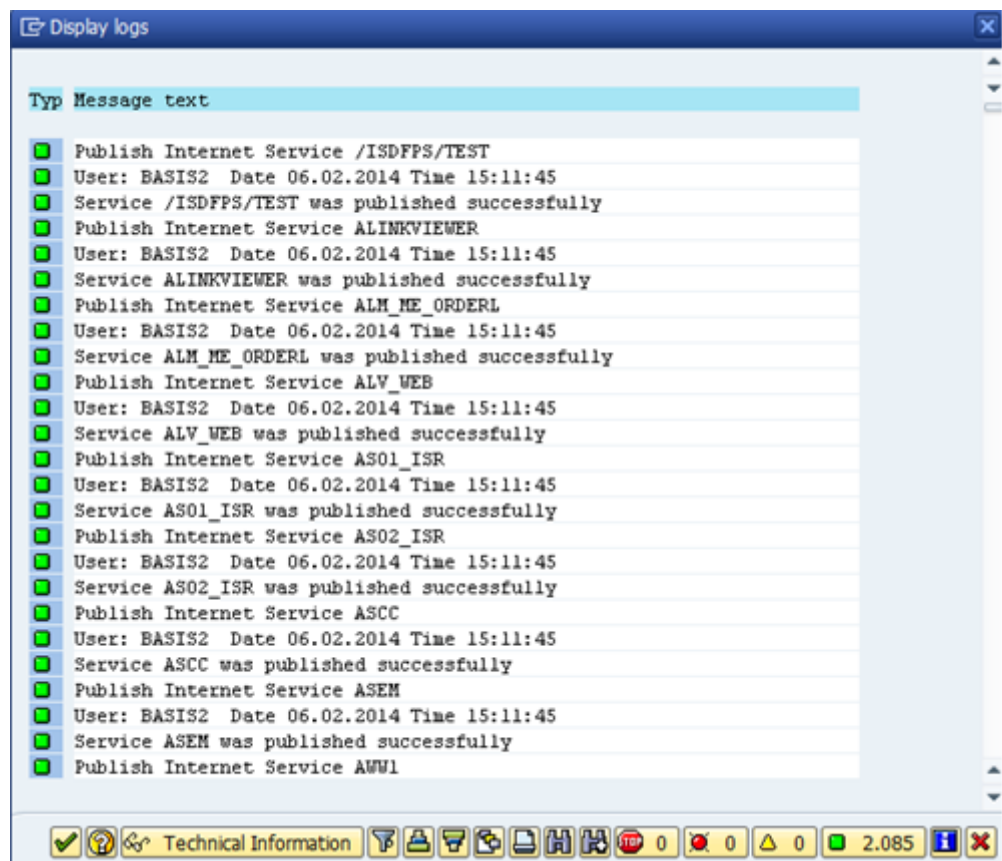 Display logs
Typ Message text
Publish Internet Service /ISDFPS/TEST
User: BASIS2 Date 06.02.2014 Time 15:11:45
Service /ISDFPS/TEST was published successfully
Publish Internet Service ALINKVIEWER
User: BASIS2 Date 06.02.2014 Time 15:11:45
Service ALINKVIEWER was published successfully
Publish Internet Service ALM_ME_ORDERL
User: BASIS2 Date 06.02.2014 Time 15:11:45
Service ALM_ME_ORDERL was published successfully
Publish Internet Service ALV_WEB
User: BASIS2 Date 06.02.2014 Time 15:11:45
Service ALV_WEB was published successfully
Publish Internet Service AS01_ISR
User: BASIS2 Date 06.02.2014 Time 15:11:45
Service AS01_ISR was published successfully
Publish Internet Service AS02_ISR
User: BASIS2 Date 06.02.2014 Time 15:11:45
Service AS02_ISR was published successfully
Publish Internet Service ASCC
User: BASIS2 Date 06.02.2014 Time 15:11:45
Service ASCC was published successfully
Publish Internet Service ASEM
User: BASIS2 Date 06.02.2014 Time 15:11:45
Service ASEM was published successfully
Publish Internet Service AWW1
Technical Information STOP 0 0 0 2.085